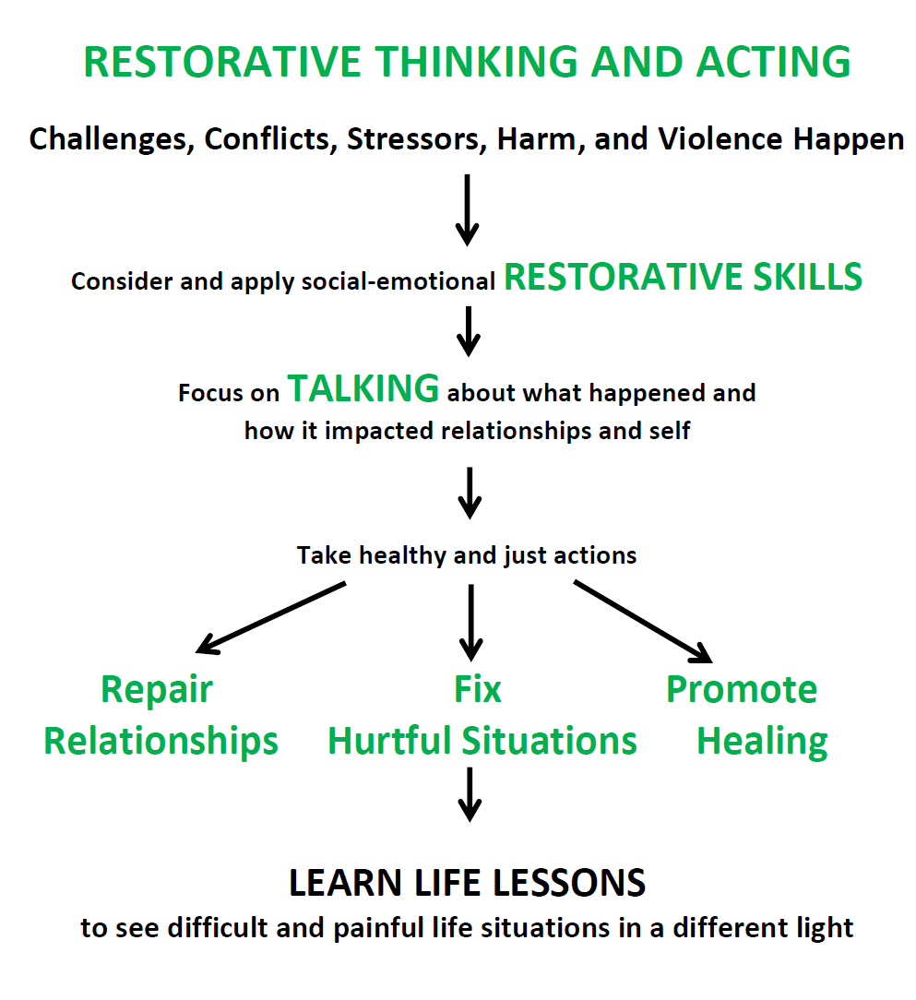 RESTORATIVE THINKING AND ACTING
Challenges, Conflicts, Stressors, Harm, and Violence Happen
Consider and apply social-emotional RESTORATIVE SKILLS
Focus on TALKING about what happened and
how it impacted relationships and self
Take healthy and just actions
Repair
Relationships
Fix
Hurtful Situations
Promote
Healing
LEARN LIFE LESSONS
to see difficult and painful life situations in a different light